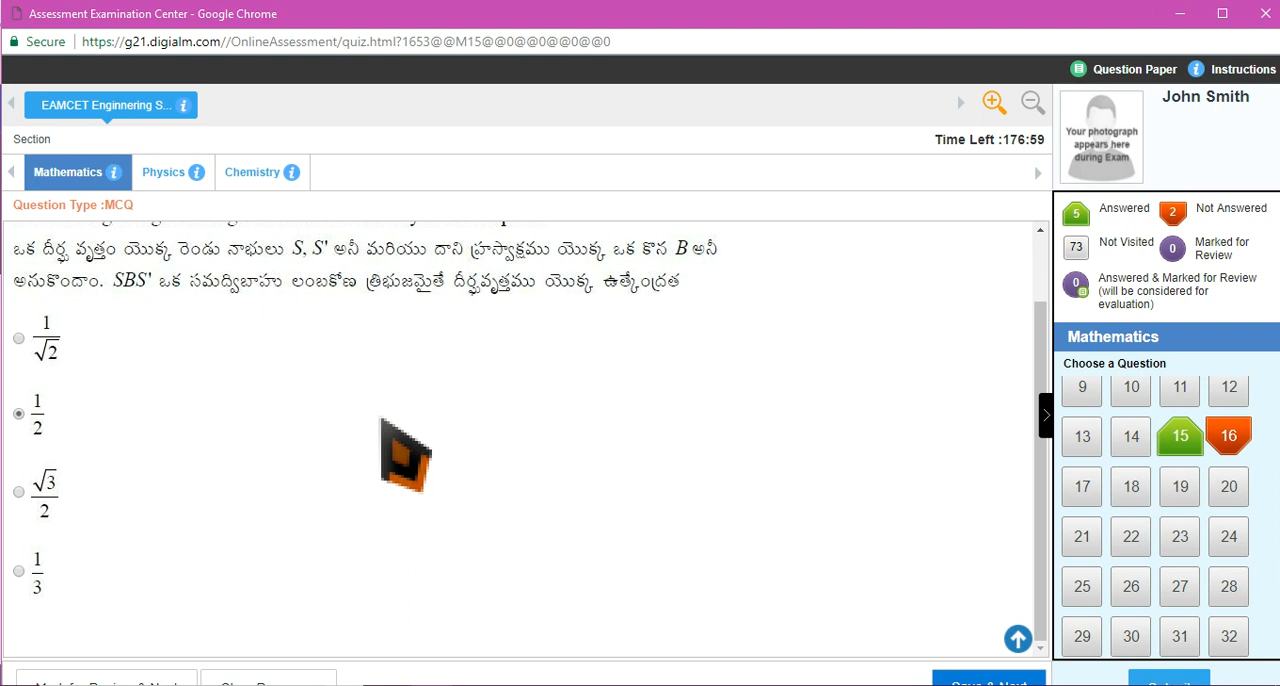 Assessment Examination Center - Google Chrome
Secure | https://g21.digialm.com//OnlineAssessment/quiz.html?1653@@M15@@0@@0@@0@@0
Question Paper Instructions
EAMCET Enginnering S...
John Smith
Your photograph
appears here
during Exam
Section
Time Left :176:59
Mathematics Physics Chemistry
Question Type :MCQ
5 Answered 2 Not Answered
73 Not Visited 0 Marked for
Review
0 Answered & Marked for Review
(will be considered for
evaluation)
ఒక దీర్ఘ వృత్తం యొక్క రెండు నాభులు S, S' అనీ మరియు దాని హ్రస్వాక్షము యొక్క ఒక కొన B అనీ
అనుకొందాం. SBS' ఒక సమద్విబాహు లంబకోణ త్రిభుజమైతే దీర్ఘవృత్తము యొక్క ఉత్కేంద్రత
1/√2
1/2
√3/2
1/3
Mathematics
Choose a Question
9 10 11 12
13 14 15 16
17 18 19 20
21 22 23 24
25 26 27 28
29 30 31 32